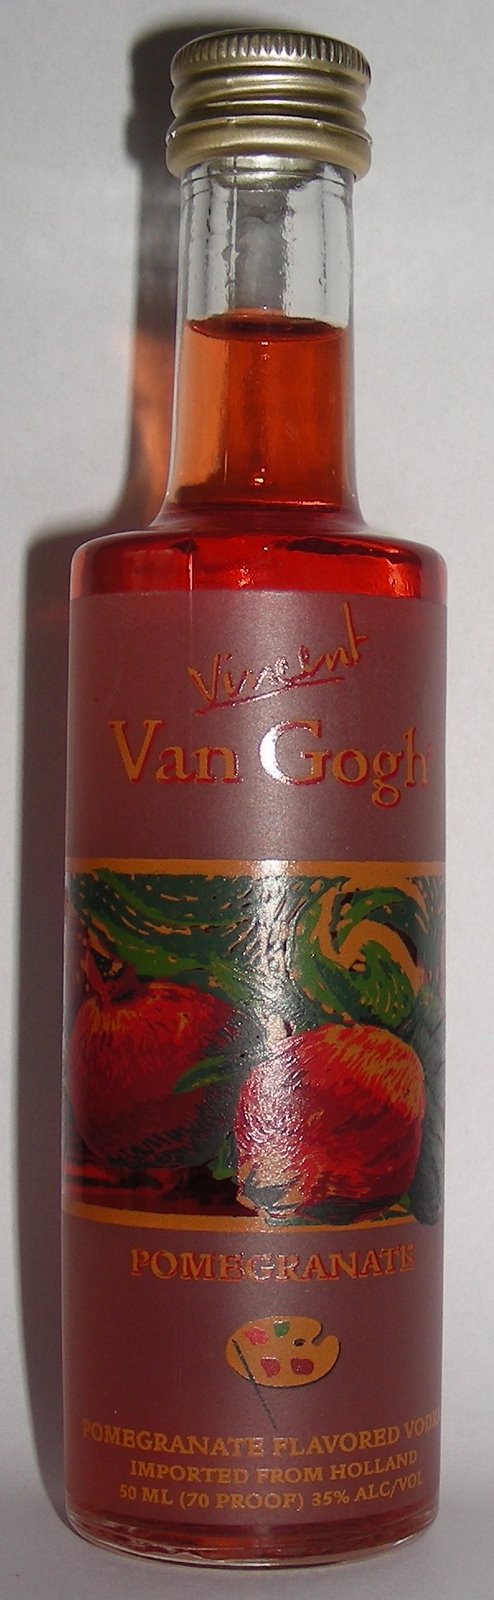 Vincent
Van Gogh
POMEGRANATE
POMEGRANATE FLAVORED VODKA
IMPORTED FROM HOLLAND
50 ML (70 PROOF) 35% ALC/VOL